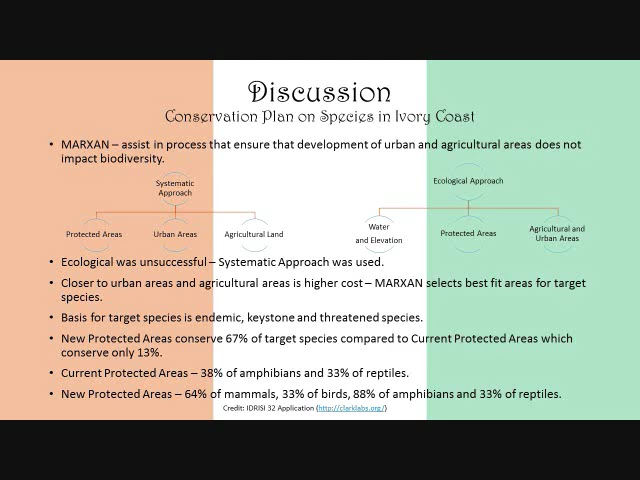 Discussion
Conservation Plan on Species in Ivory Coast
• MARXAN – assist in process that ensure that development of urban and agricultural areas does not
impact biodiversity.
Systematic
Approach
Protected Areas
Urban Areas
Agricultural Land
Ecological Approach
Water
and Elevation
Protected Areas
Agricultural and
Urban Areas
• Ecological was unsuccessful – Systematic Approach was used.
• Closer to urban areas and agricultural areas is higher cost – MARXAN selects best fit areas for target
species.
• Basis for target species is endemic, keystone and threatened species.
• New Protected Areas conserve 67% of target species compared to Current Protected Areas which
conserve only 13%.
• Current Protected Areas – 38% of amphibians and 33% of reptiles.
• New Protected Areas – 64% of mammals, 33% of birds, 88% of amphibians and 33% of reptiles.
Credit: IDRISI 32 Application (http://clarklabs.org/)